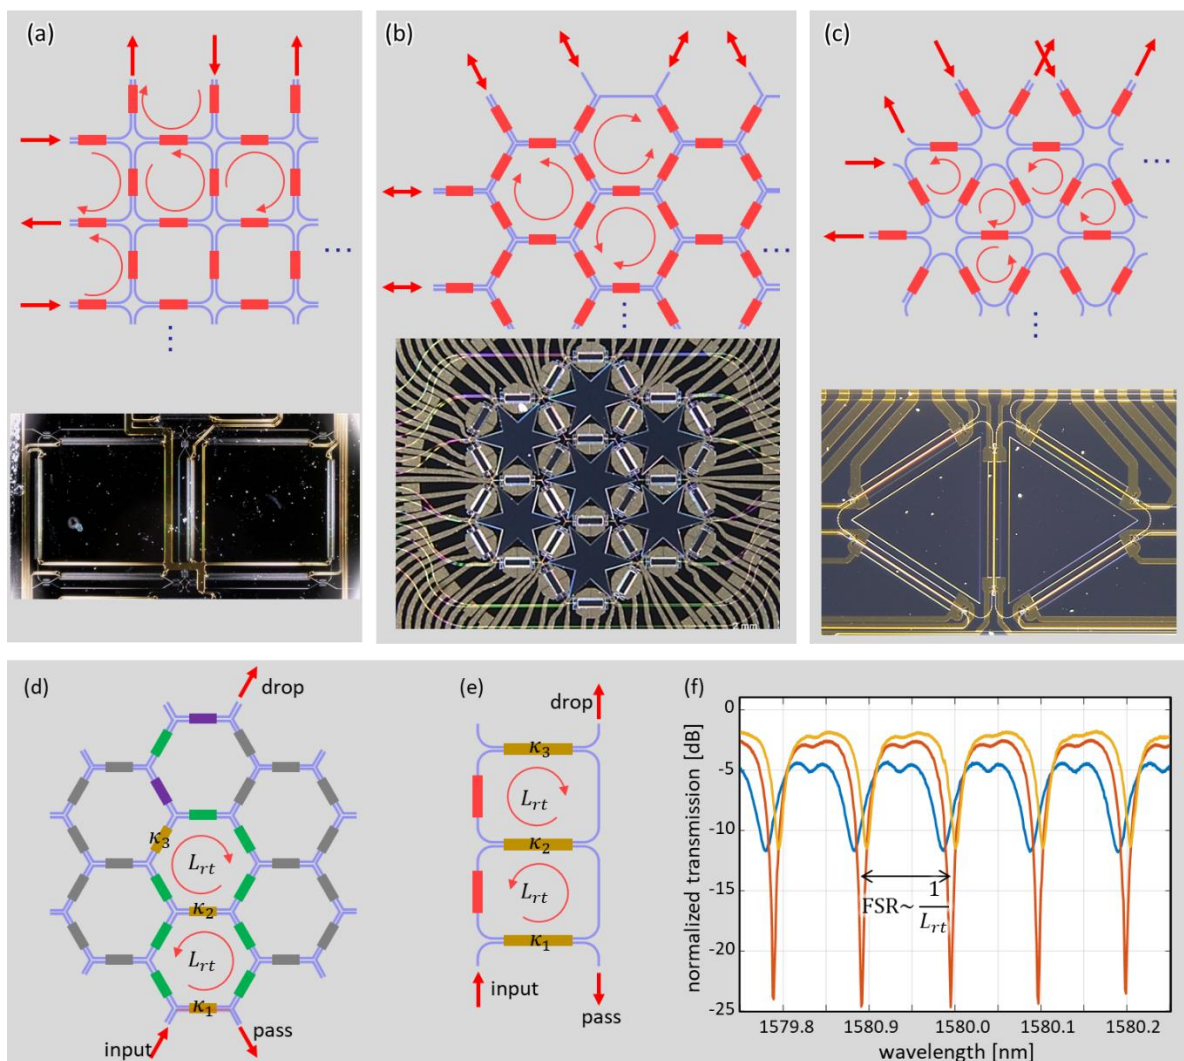 (a)
(b)
(c)
...
...
...
...
...
...
2 mm
(d)
drop
κ3
Lrt
κ2
Lrt
κ1
input
pass
(e)
drop
κ3
Lrt
κ2
Lrt
κ1
input
pass
(f)
normalized transmission [dB]
0
-5
-10
-15
-20
-25
FSR~ 1/Lrt
1579.8 1580.9 1580.0 1580.1 1580.2
wavelength [nm]